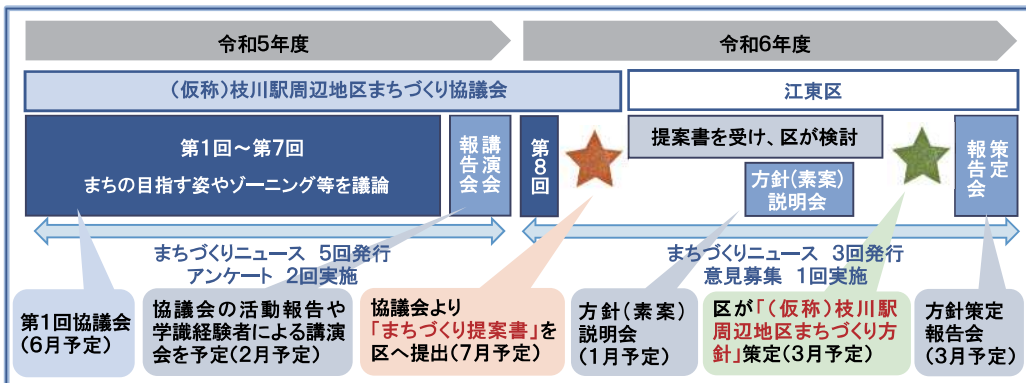 令和5年度
令和6年度
(仮称)枝川駅周辺地区まちづくり協議会
江東区
第1回～第7回
まちの目指す姿やゾーニング等を議論
講演会
報告会
第8回
提案書を受け、区が検討
方針(素案)
説明会
策定
報告会
まちづくりニュース 5回発行
アンケート 2回実施
まちづくりニュース 3回発行
意見募集 1回実施
第1回協議会
(6月予定)
協議会の活動報告や
学識経験者による講演
会を予定(2月予定)
協議会より
「まちづくり提案書」を
区へ提出(7月予定)
方針(素案)
説明会
(1月予定)
区が「(仮称)枝川駅
周辺地区まちづくり方
針」策定(3月予定)
方針策定
報告会
(3月予定)